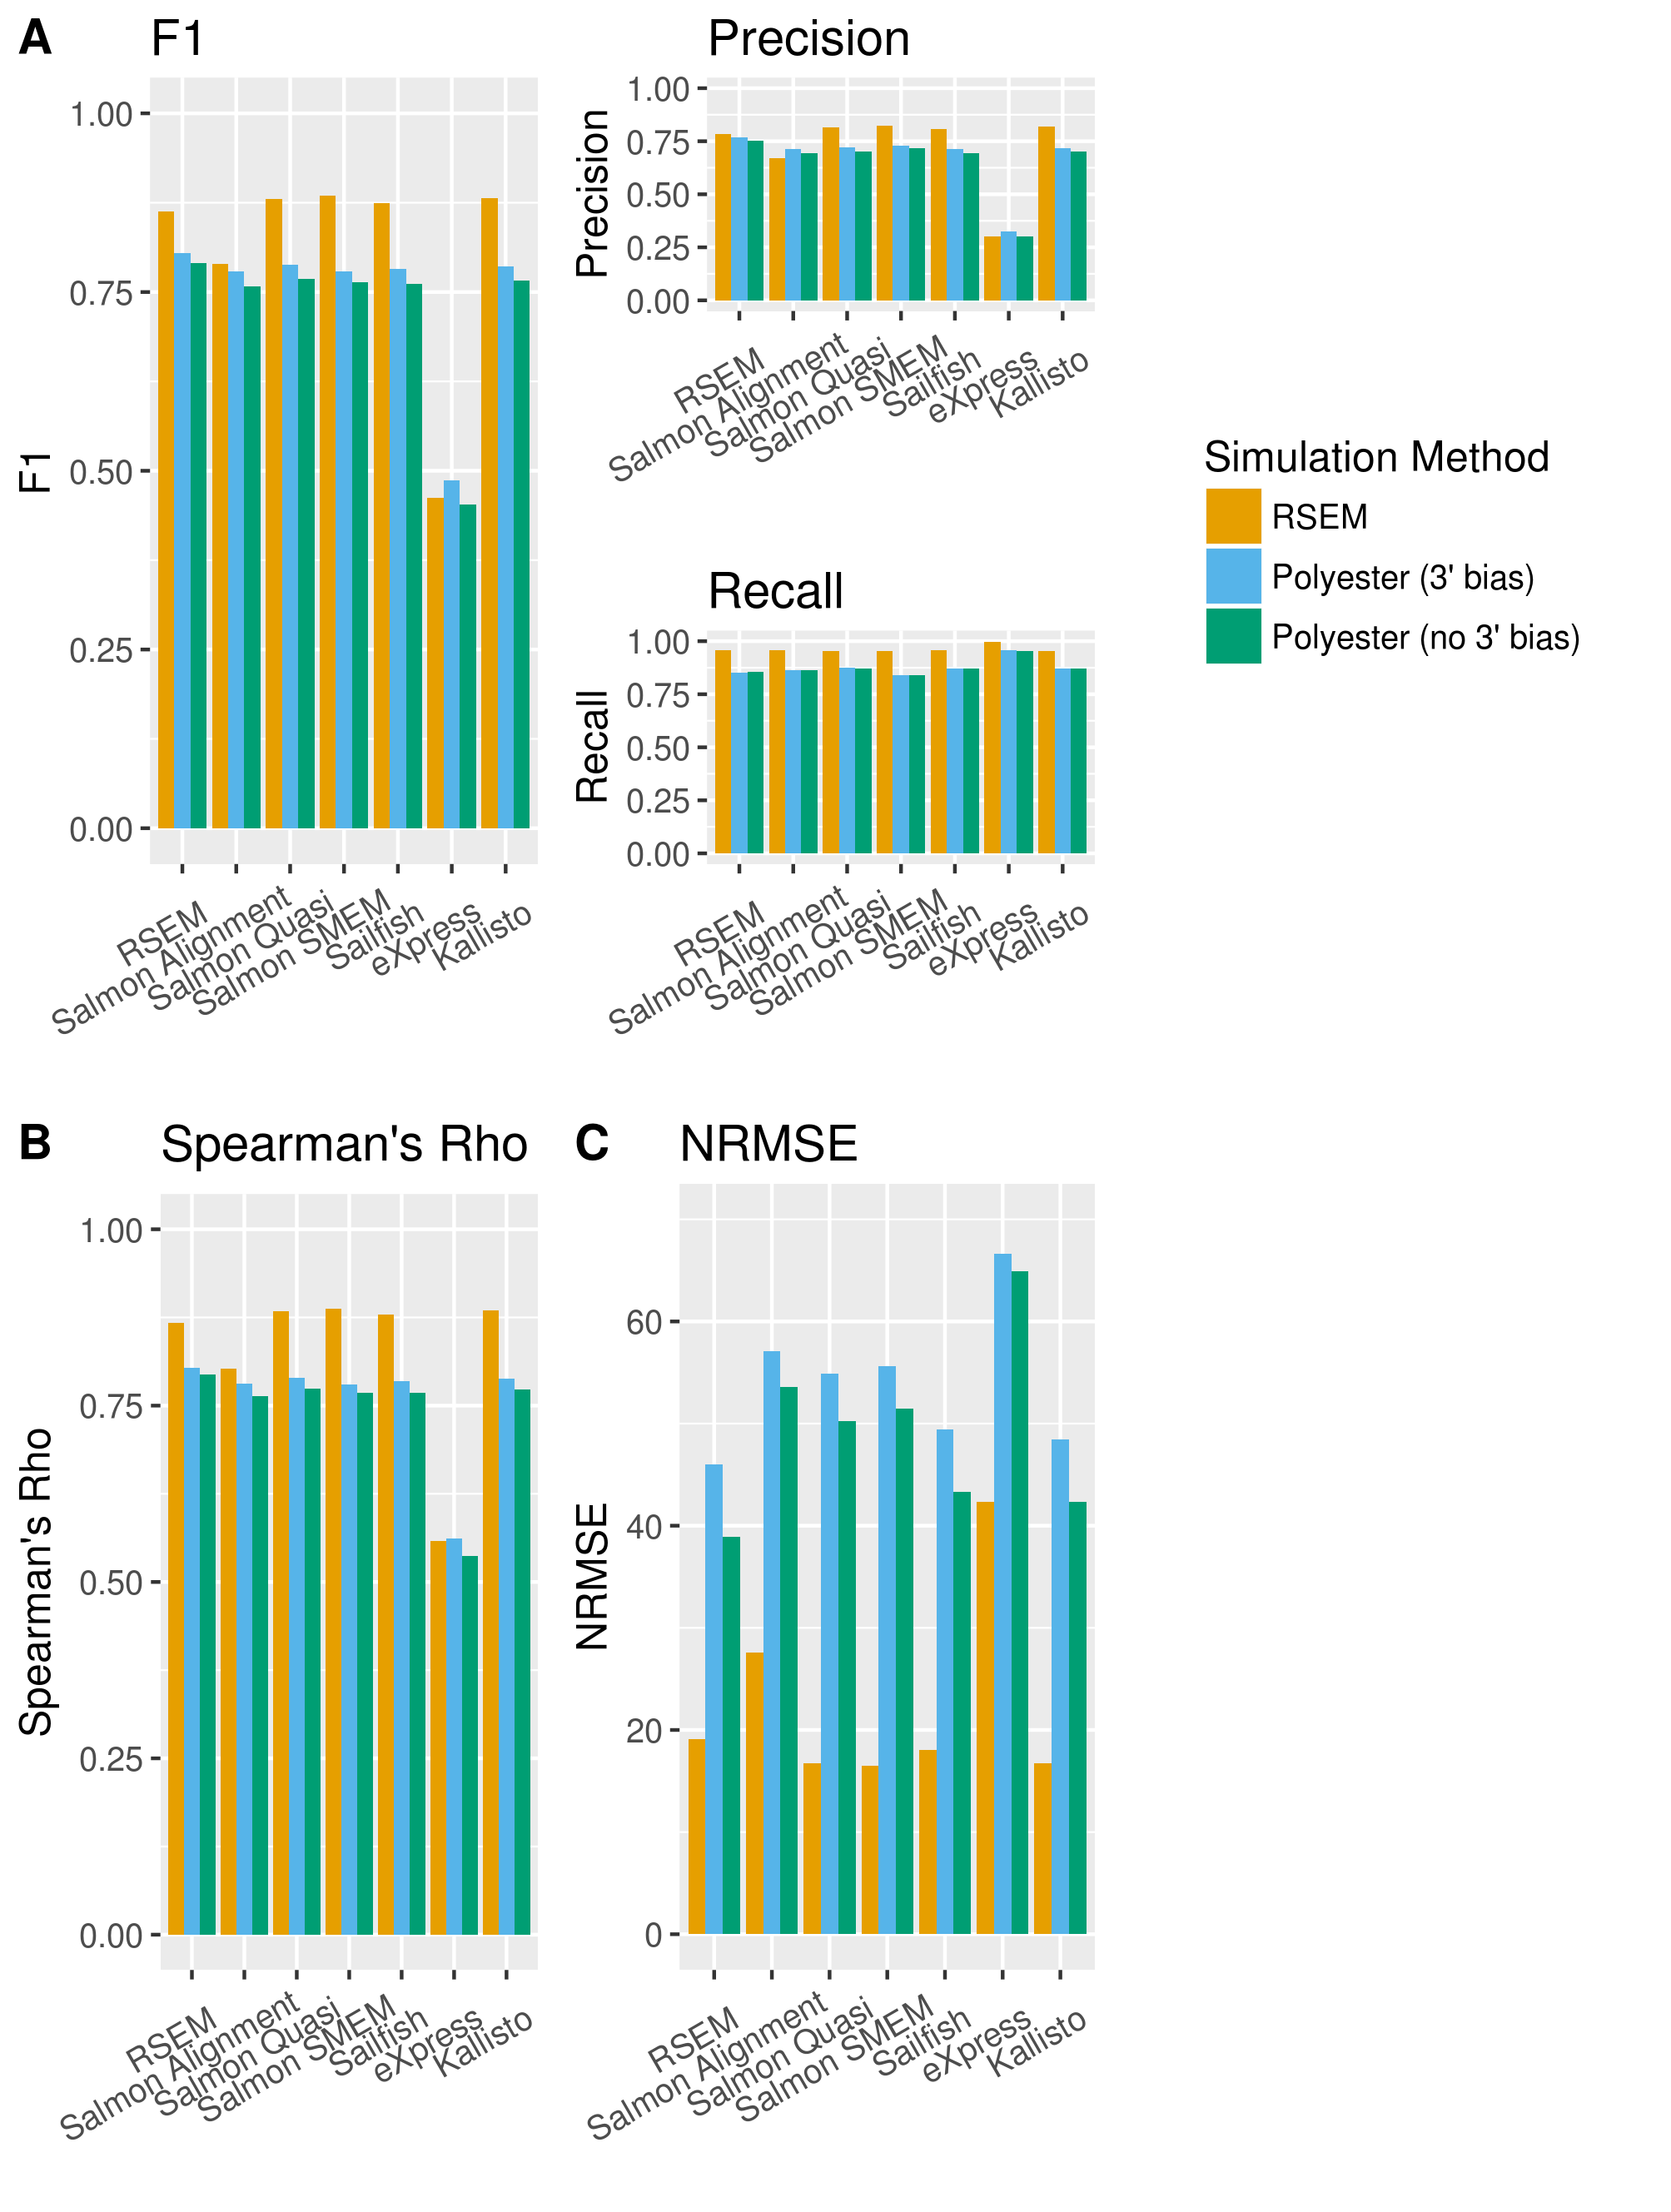 A
F1
F1
1.00
0.75
0.50
0.25
0.00
RSEM
Salmon Alignment
Salmon Quasi
Salmon SMEM
Sailfish
eXpress
Kallisto
Precision
Precision
1.00
0.75
0.50
0.25
0.00
RSEM
Salmon Alignment
Salmon Quasi
Salmon SMEM
Sailfish
eXpress
Kallisto
Recall
Recall
1.00
0.75
0.50
0.25
0.00
RSEM
Salmon Alignment
Salmon Quasi
Salmon SMEM
Sailfish
eXpress
Kallisto
Simulation Method
RSEM
Polyester (3' bias)
Polyester (no 3' bias)
B
Spearman's Rho
Spearman's Rho
1.00
0.75
0.50
0.25
0.00
RSEM
Salmon Alignment
Salmon Quasi
Salmon SMEM
Sailfish
eXpress
Kallisto
C
NRMSE
NRMSE
60
40
20
0
RSEM
Salmon Alignment
Salmon Quasi
Salmon SMEM
Sailfish
eXpress
Kallisto